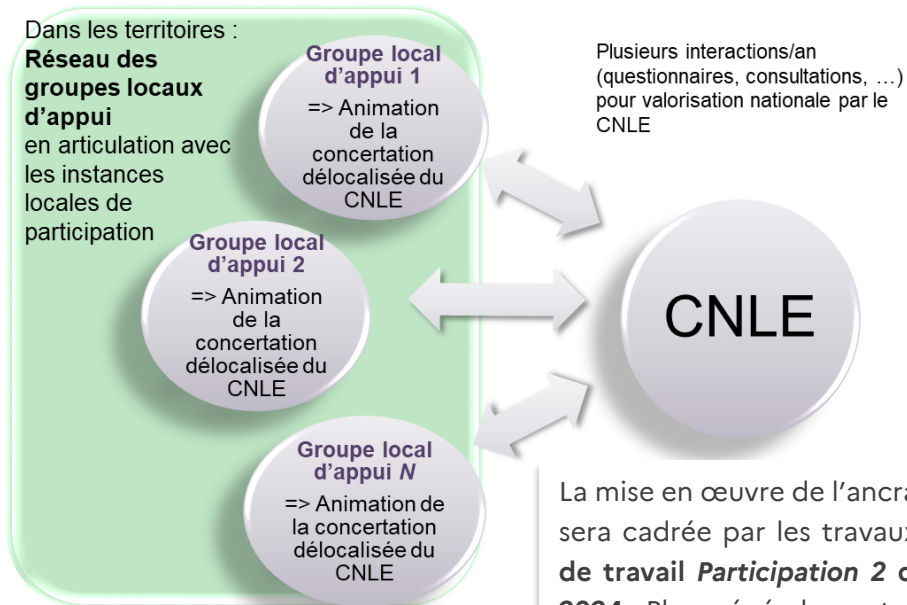 Dans les territoires :
Réseau des
groupes locaux
d'appui
en articulation avec
les instances
locales de
participation
Groupe local
d'appui 1
=> Animation
de la
concertation
délocalisée du
CNLE
Groupe local
d'appui 2
=> Animation
de la
concertation
délocalisée du
CNLE
Groupe local
d'appui N
=> Animation de
la concertation
délocalisée du
CNLE
Plusieurs interactions/an
(questionnaires, consultations, …)
pour valorisation nationale par le
CNLE
CNLE
La mise en œuvre de l'ancra
sera cadrée par les travaux
de travail Participation 2